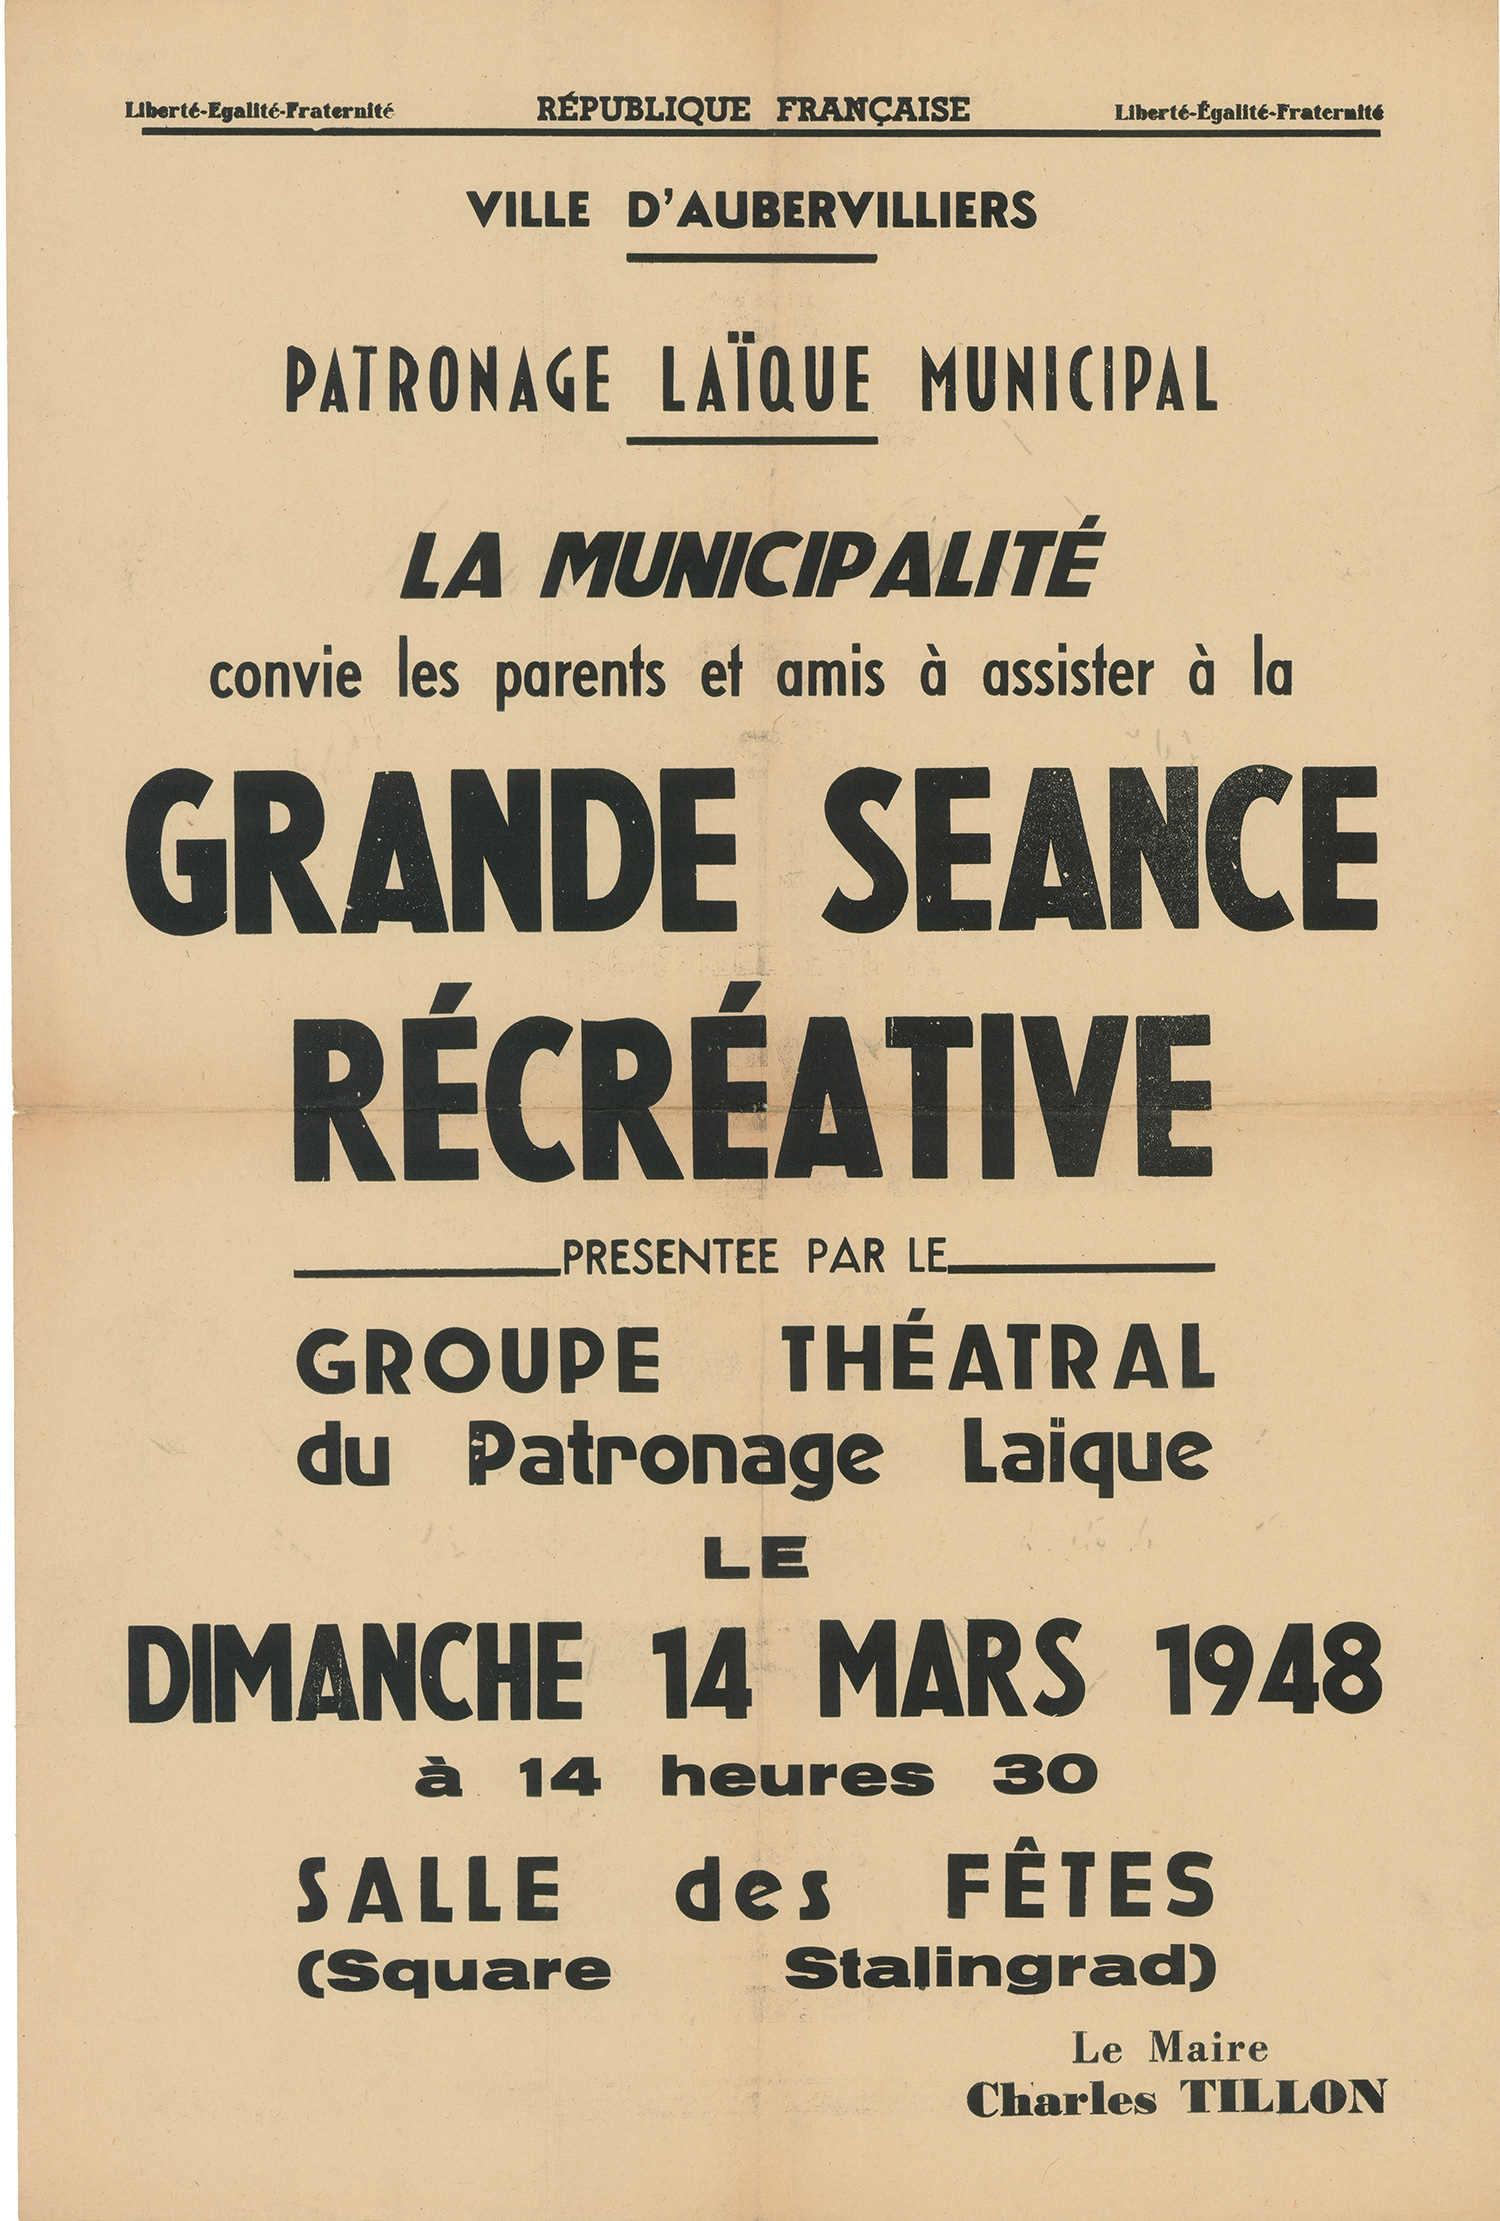 Liberté-Egalité-Fraternité RÉPUBLIQUE FRANÇAISE Liberté-Égalité-Fraternité
VILLE D'AUBERVILLIERS
PATRONAGE LAÏQUE MUNICIPAL
LA MUNICIPALITÉ
convie les parents et amis à assister à la
GRANDE SEANCE
RÉCRÉATIVE
PRESENTEE PAR LE
GROUPE THÉATRAL
du Patronage Laïque
LE
DIMANCHE 14 MARS 1948
à 14 heures 30
SALLE des FÊTES
(Square Stalingrad)
Le Maire
Charles TILLON